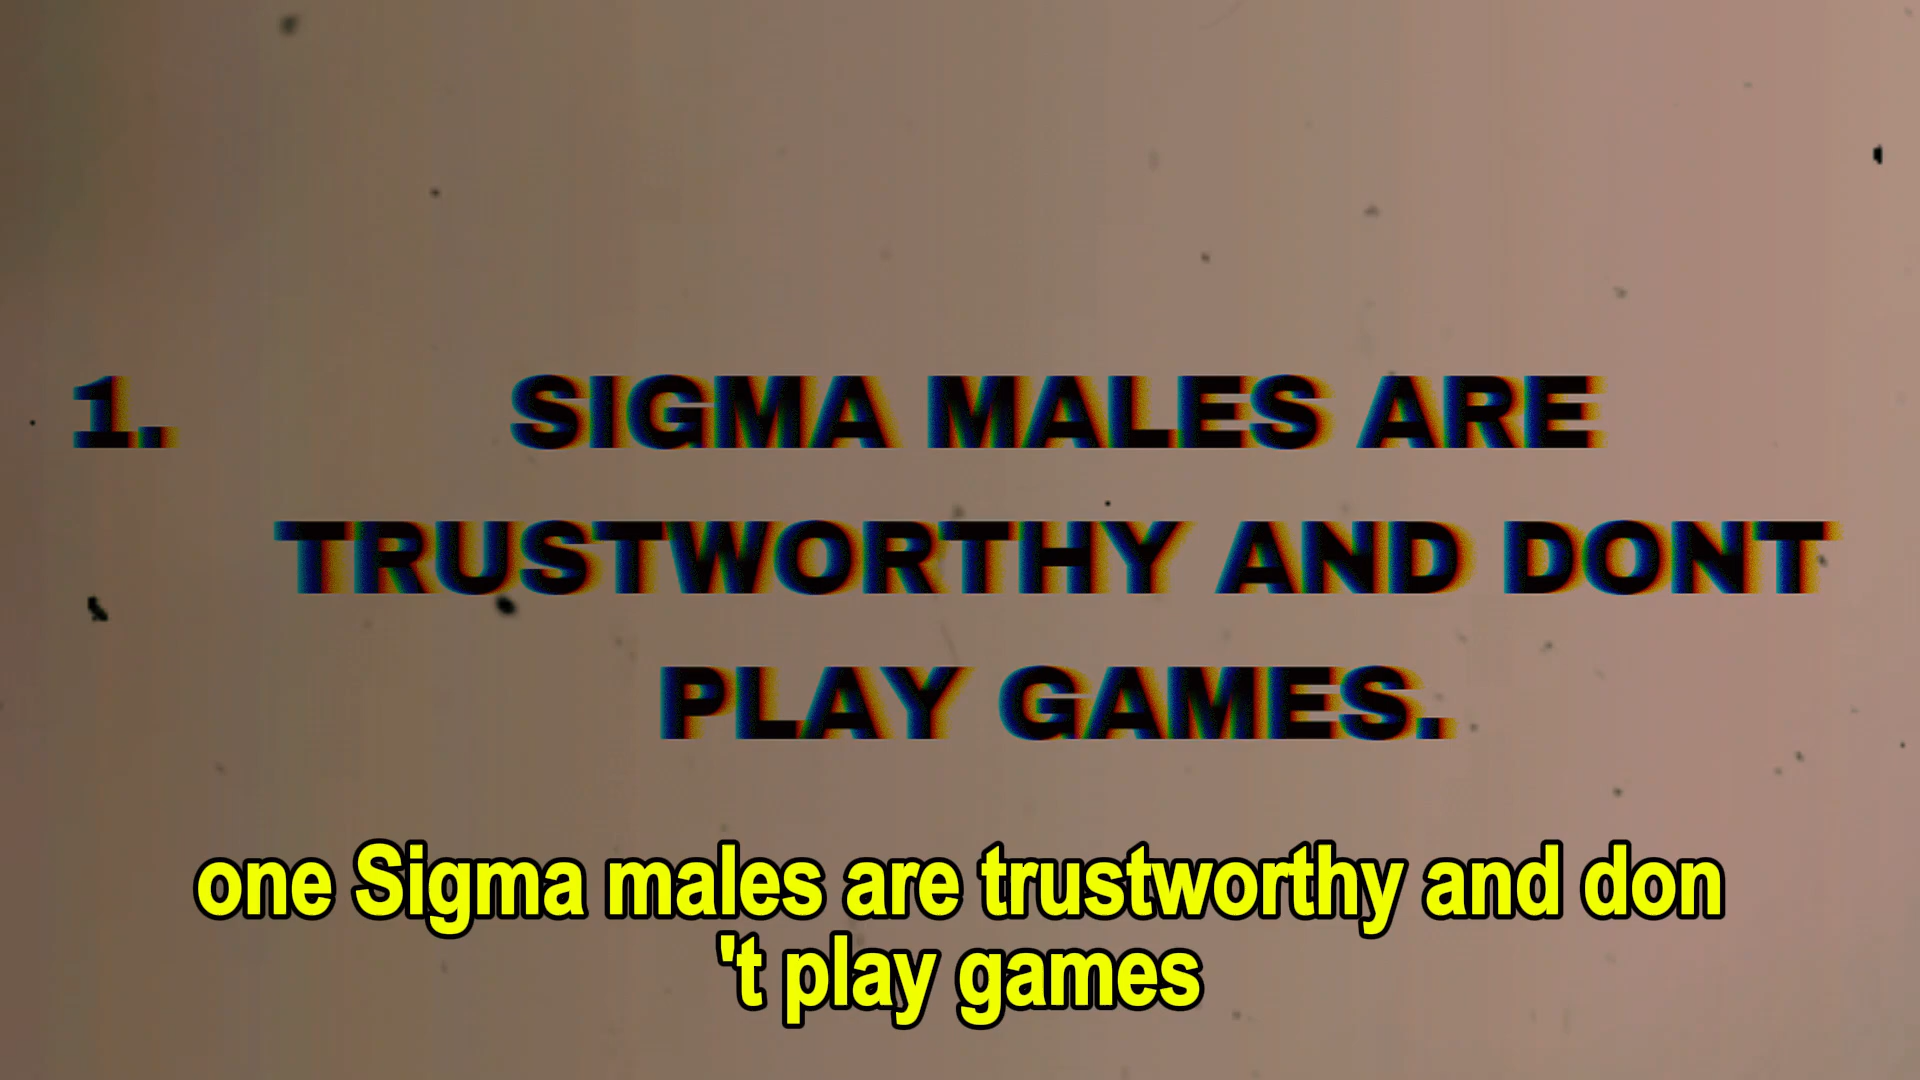 1. SIGMA MALES ARE
TRUSTWORTHY AND DONT
PLAY GAMES.
one Sigma males are trustworthy and don
't play games